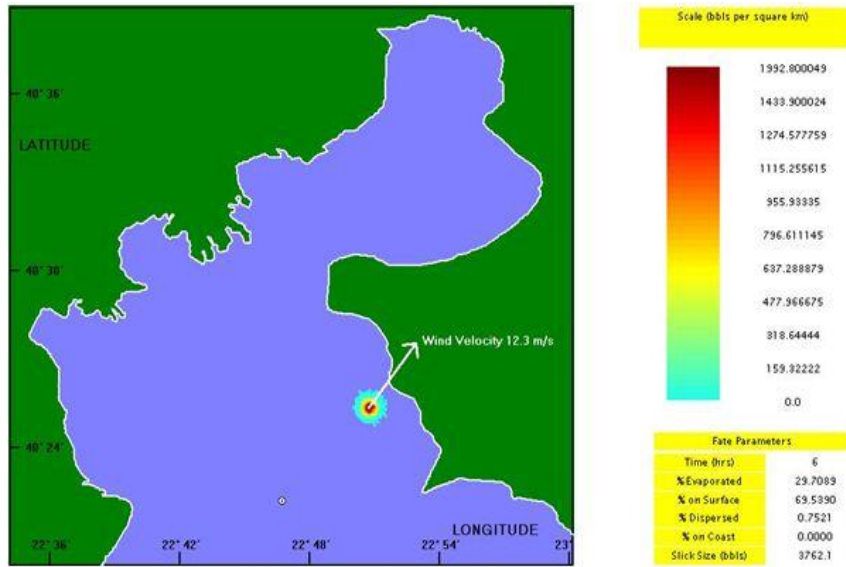 40° 36'
LATITUDE
40° 30'
Wind Velocity 12.3 m/s
40° 24'
LONGITUDE
22° 36' 22° 42' 22° 48' 22° 54' 23°
Scale (bbls per square km)
1992.800049
1433.900024
1274.577759
1115.255615
955.93335
796.611145
637.288879
477.966675
318.64444
159.32222
0.0
Fate Parameters
Time (hrs) 6
% Evaporated 29.7089
% on Surface 69.5390
% Dispersed 0.7521
% on Coast 0.0000
Slick Size (bbls) 3762.1